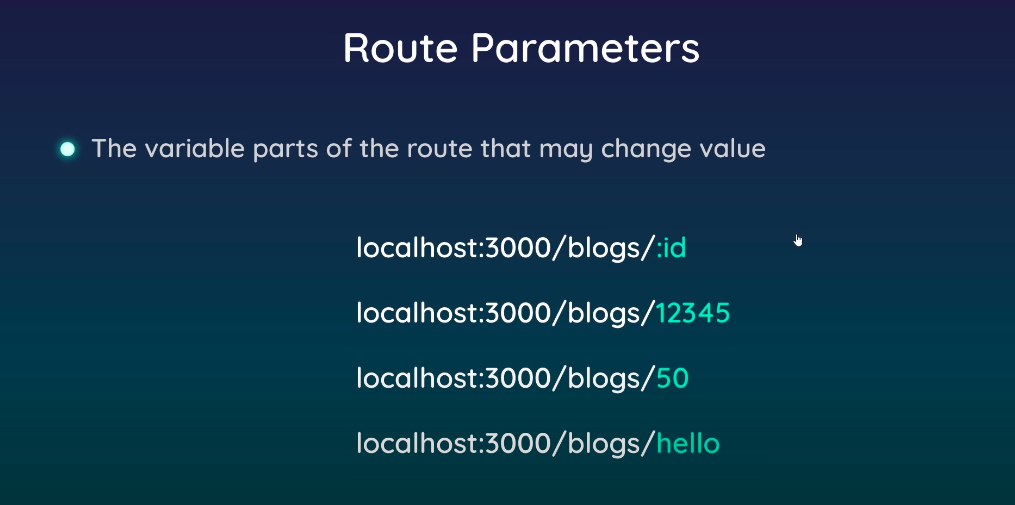 Route Parameters
The variable parts of the route that may change value
localhost:3000/blogs/:id
localhost:3000/blogs/12345
localhost:3000/blogs/50
localhost:3000/blogs/hello